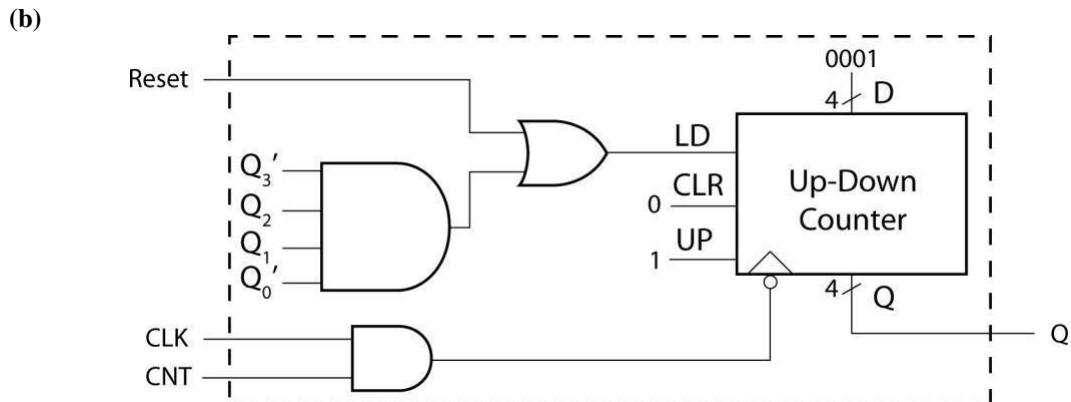 (b)
0001
Reset
4 D
LD
Q3′
CLR
Up-Down
Counter
Q2
0
Q1
UP
1
Q0′
4 Q
CLK
Q
CNT